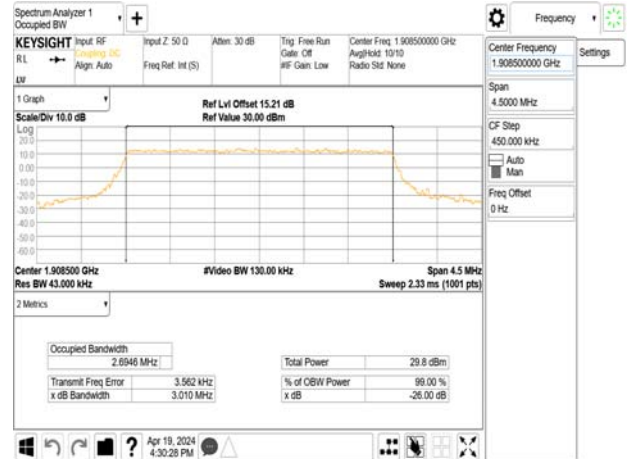 Spectrum Analyzer 1
Occupied BW
Frequency
KEYSIGHT
Input: RF
Coupling: DC
Align: Auto
Input Z: 50 Ω
Freq Ref: Int (S)
Atten: 30 dB
Trig: Free Run
Gate: Off
#IF Gain: Low
Center Freq: 1.908500000 GHz
Avg|Hold: 10/10
Radio Std: None
RL
Center Frequency
1.908500000 GHz
Settings
Span
4.5000 MHz
CF Step
450.000 kHz
Auto
Man
Freq Offset
0 Hz
1 Graph
Scale/Div 10.0 dB
Ref Lvl Offset 15.21 dB
Ref Value 30.00 dBm
Log
20.0
10.0
0.00
-10.0
-20.0
-30.0
-40.0
-50.0
-60.0
Center 1.908500 GHz
#Video BW 130.00 kHz
Span 4.5 MHz
Res BW 43.000 kHz
Sweep 2.33 ms (1001 pts)
2 Metrics
Occupied Bandwidth
2.6946 MHz
Total Power 29.8 dBm
Transmit Freq Error 3.562 kHz
% of OBW Power 99.00 %
x dB Bandwidth 3.010 MHz
x dB -26.00 dB
Apr 19, 2024
4:30:28 PM